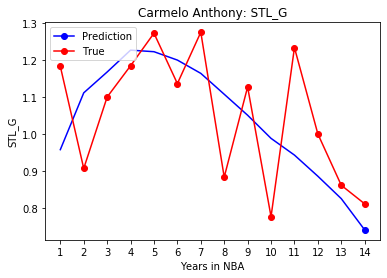 Carmelo Anthony: STL_G
Prediction
True
1.3
1.2
1.1
1.0
0.9
0.8
STL_G
1 2 3 4 5 6 7 8 9 10 11 12 13 14
Years in NBA